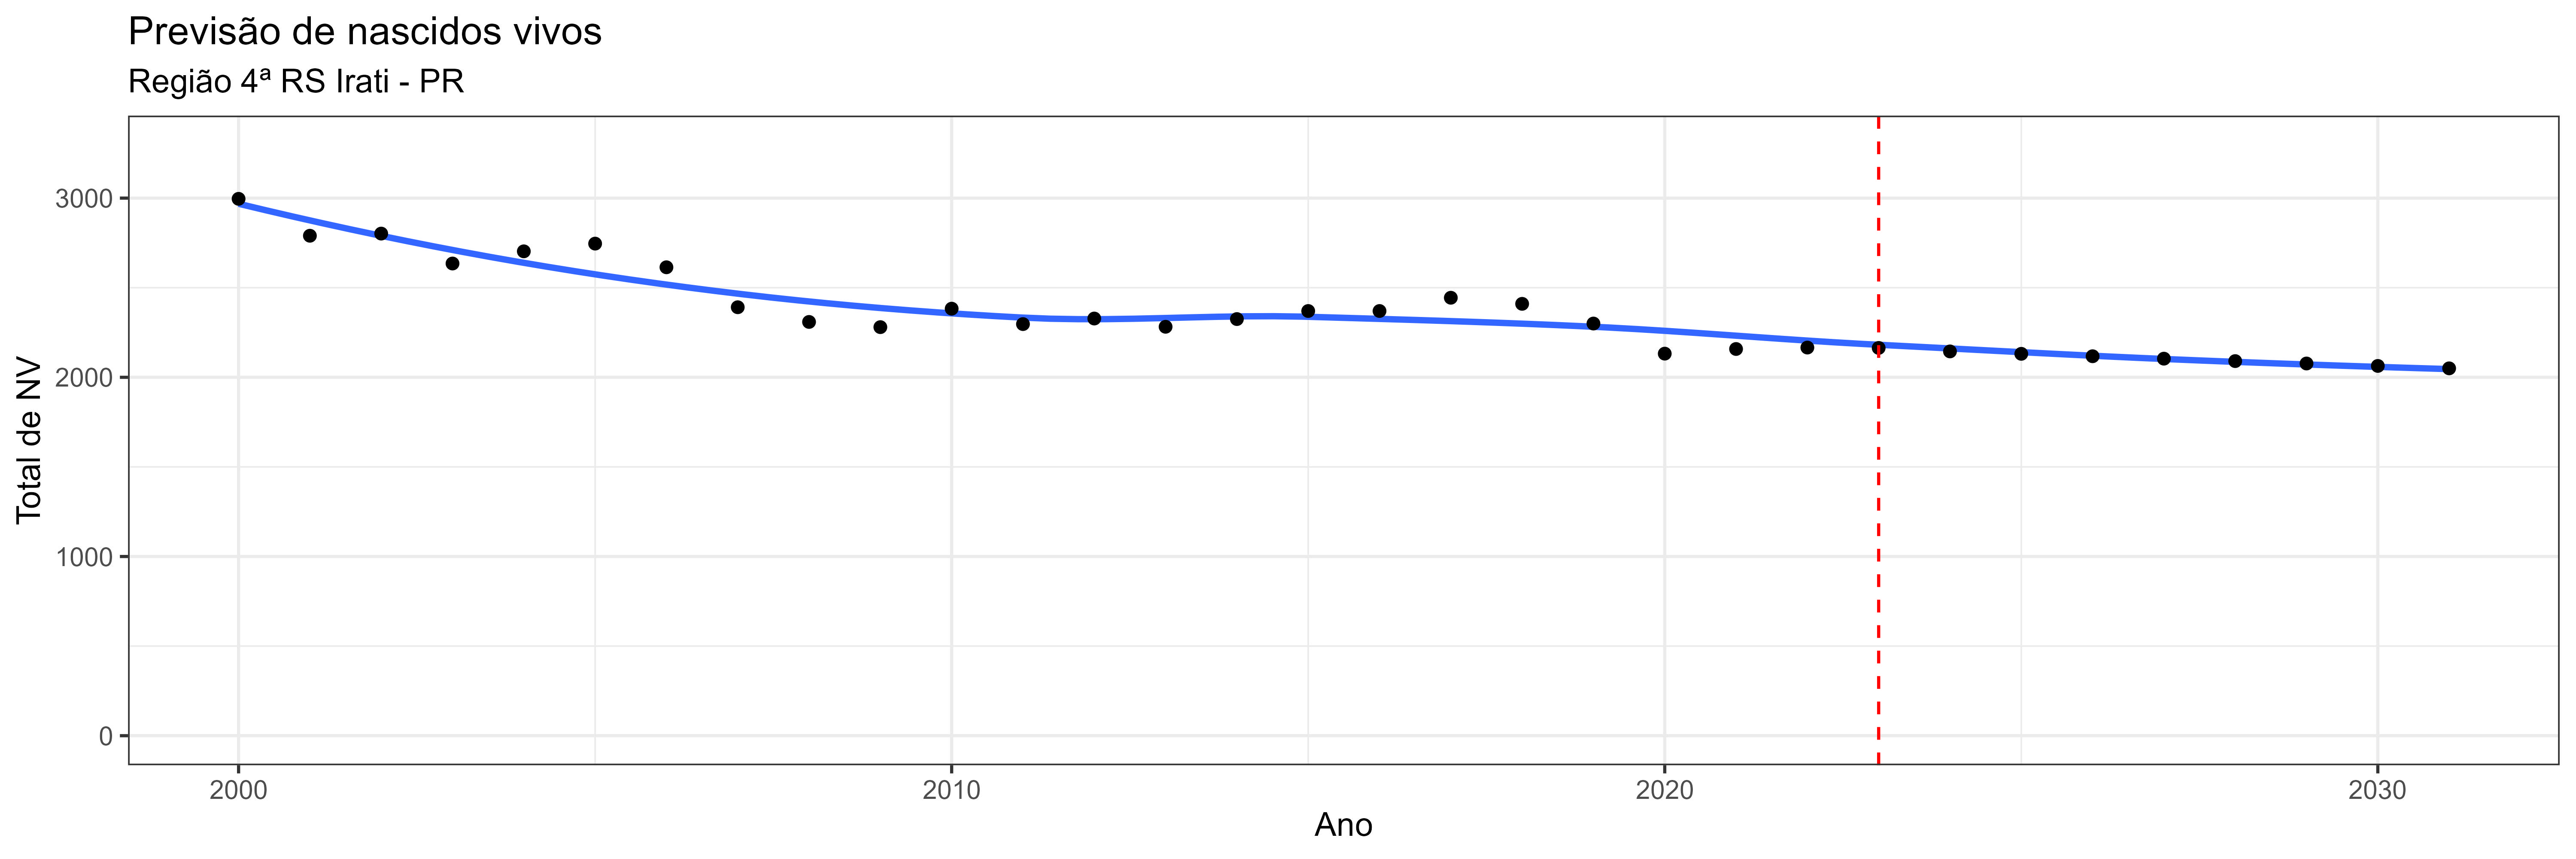 Previsão de nascidos vivos
Região 4ª RS Irati - PR
Total de NV
3000
2000
1000
0
2000
2010
2020
2030
Ano